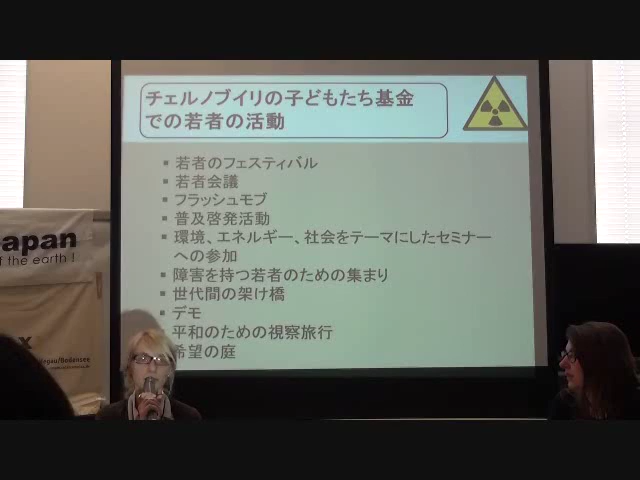 チェルノブイリの子どもたち基金
での若者の活動
▪ 若者のフェスティバル
▪ 若者会議
▪ フラッシュモブ
▪ 普及啓発活動
▪ 環境、エネルギー、社会をテーマにしたセミナー
への参加
▪ 障害を持つ若者のための集まり
▪ 世代間の架け橋
▪ デモ
平和のための視察旅行
希望の庭
apan
f the earth !
x
egau/Bodensee